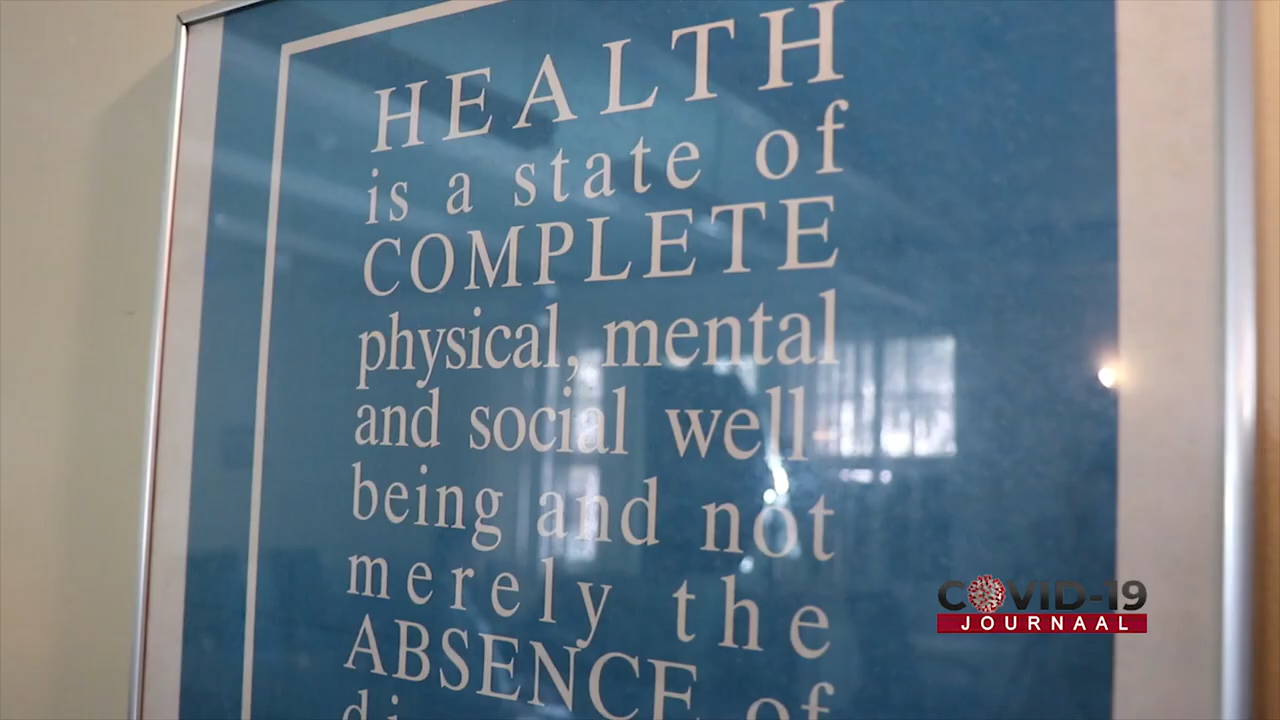 HEALTH
is a state of
COMPLETE
physical, mental
and social well-
being and not
merely the
ABSENCE of
COVID-19
JOURNAAL